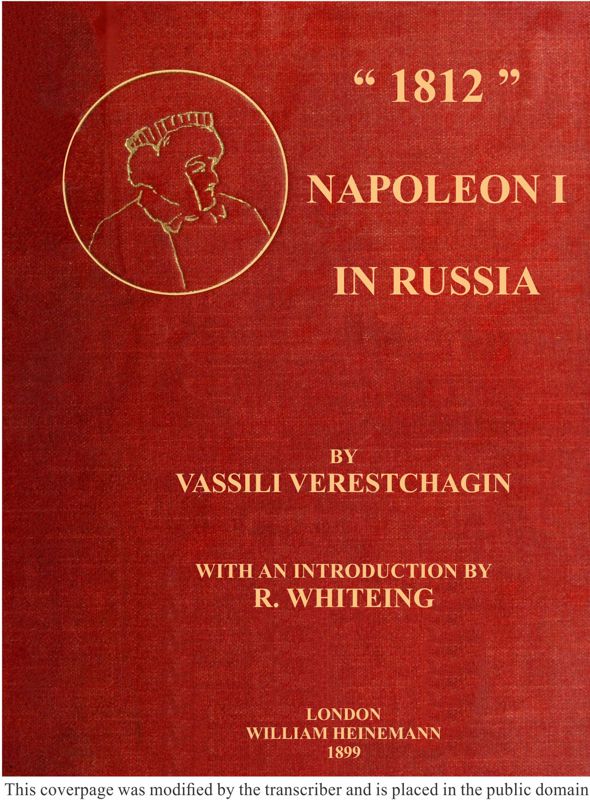 “ 1812 ”
NAPOLEON I
IN RUSSIA
BY
VASSILI VERESTCHAGIN
WITH AN INTRODUCTION BY
R. WHITEING
LONDON
WILLIAM HEINEMANN
1899
This coverpage was modified by the transcriber and is placed in the public domain